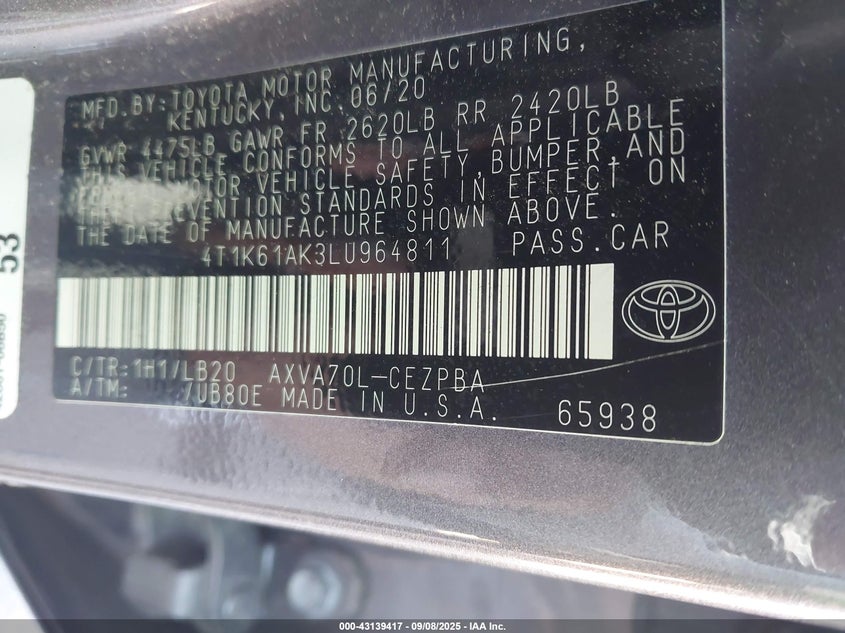 MFD.BY:TOYOTA MOTOR MANUFACTURING,
KENTUCKY, INC.06/20
GVWR 4475LB GAWR FR 2620LB RR 2420LB
THIS VEHICLE CONFORMS TO ALL APPLICABLE
MOTOR VEHICLE SAFETY,BUMPER,AND
STANDARDS IN EFFECT ON
THE DATE OF MANUFACTURE SHOWN ABOVE.
4T1K61AK3LU964811 PASS.CAR
C/TR:1H1/LB20 AXVA70L-CEZPBA
A/TM: /UB80E MADE IN U.S.A. 65938
53
000-43139417 - 09/08/2025 - IAA Inc.